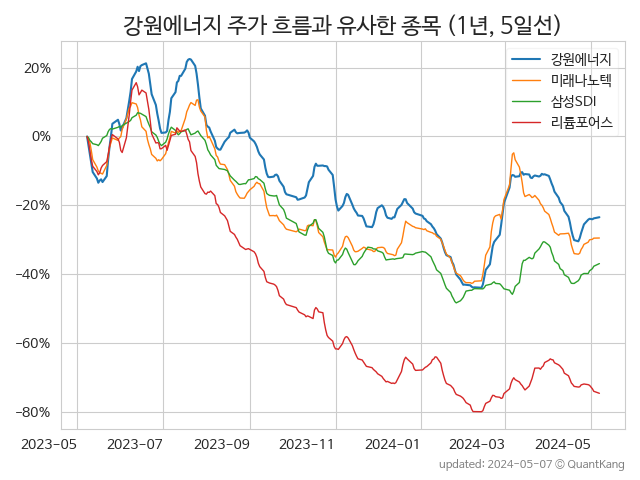 강원에너지 주가 흐름과 유사한 종목 (1년, 5일선)
강원에너지
미래나노텍
삼성SDI
리튬포어스
20%
0%
−20%
−40%
−60%
−80%
2023−05 2023−07 2023−09 2023−11 2024−01 2024−03 2024−05
updated: 2024-05-07 © QuantKang